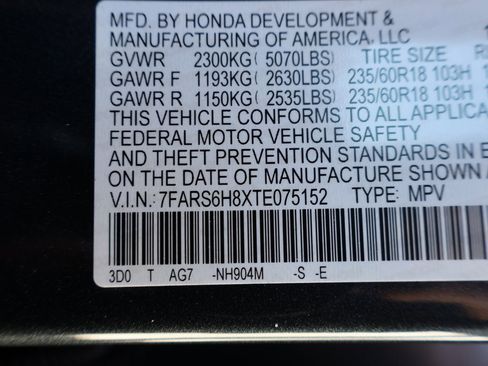 MFD. BY HONDA DEVELOPMENT &
MANUFACTURING OF AMERICA, LLC
GVWR 2300KG( 5070LBS) TIRE SIZE
GAWR F 1193KG( 2630LBS) 235/60R18 103H
GAWR R 1150KG( 2535LBS) 235/60R18 103H
THIS VEHICLE CONFORMS TO ALL APPLICAB
FEDERAL MOTOR VEHICLE SAFETY
AND THEFT PREVENTION STANDARDS IN E
ON THE DATE OF MANUFACTURE SHOWN A
V.I.N.:7FARS6H8XTE075152 TYPE: MPV
3D0 T AG7 -NH904M -S -E